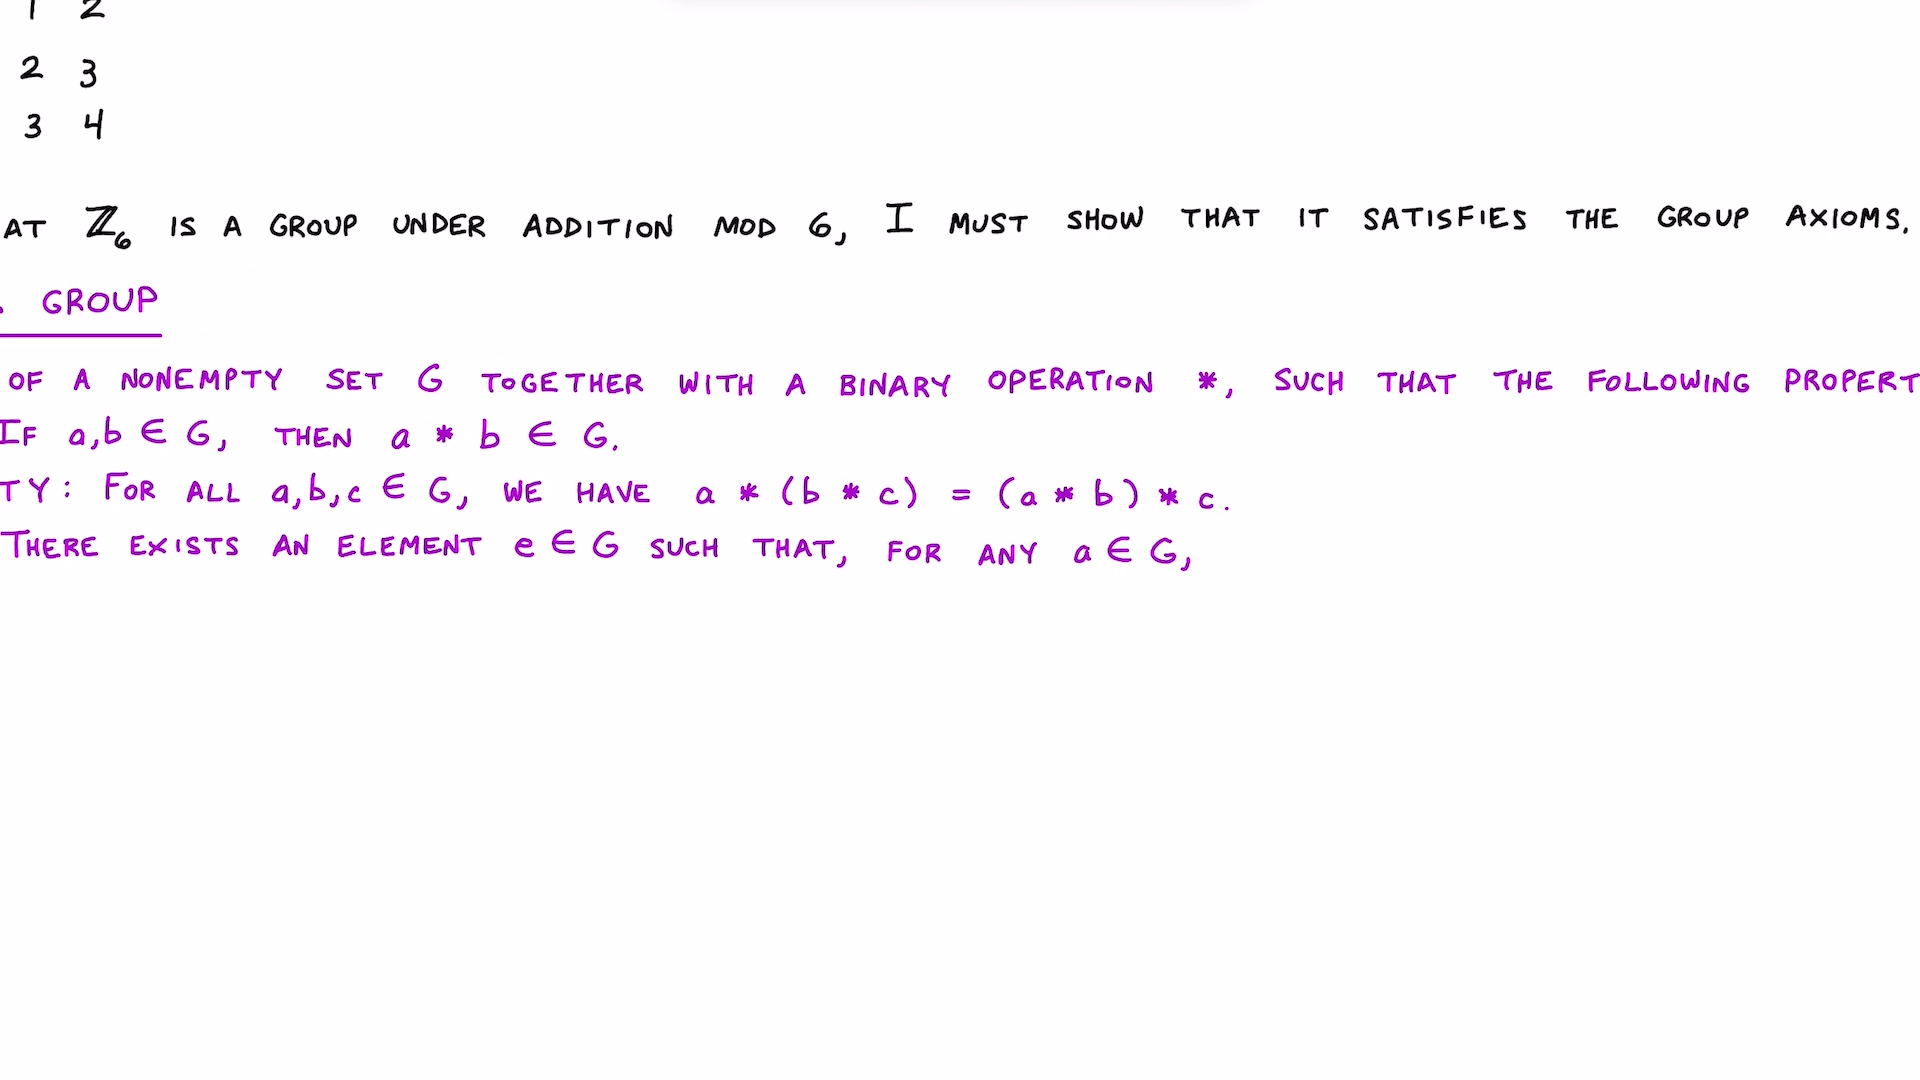 1 2
2 3
3 4
AT ℤ₆ IS A GROUP UNDER ADDITION MOD 6, I MUST SHOW THAT IT SATISFIES THE GROUP AXIOMS.
. GROUP
OF A NONEMPTY SET G TOGETHER WITH A BINARY OPERATION *, SUCH THAT THE FOLLOWING PROPERT
IF a,b ∈ G, THEN a * b ∈ G.
TY: FOR ALL a,b,c ∈ G, WE HAVE a * (b * c) = (a * b) * c.
THERE EXISTS AN ELEMENT e ∈ G SUCH THAT, FOR ANY a ∈ G,